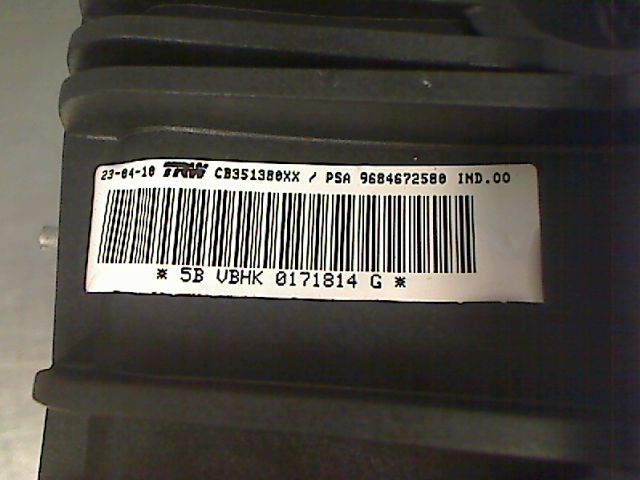 23-04-10 TRW CB351380XX / PSA 9684672580 IND.00
* 5B VBHK 0171814 G *